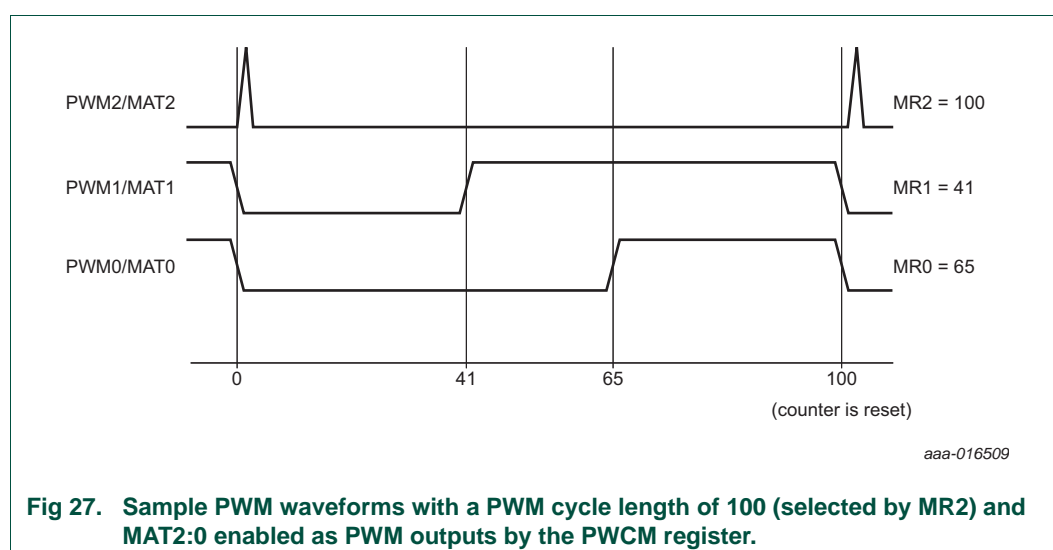 PWM2/MAT2
MR2 = 100
PWM1/MAT1
MR1 = 41
PWM0/MAT0
MR0 = 65
0
41
65
100
(counter is reset)
aaa-016509
Fig 27. Sample PWM waveforms with a PWM cycle length of 100 (selected by MR2) and
MAT2:0 enabled as PWM outputs by the PWCM register.